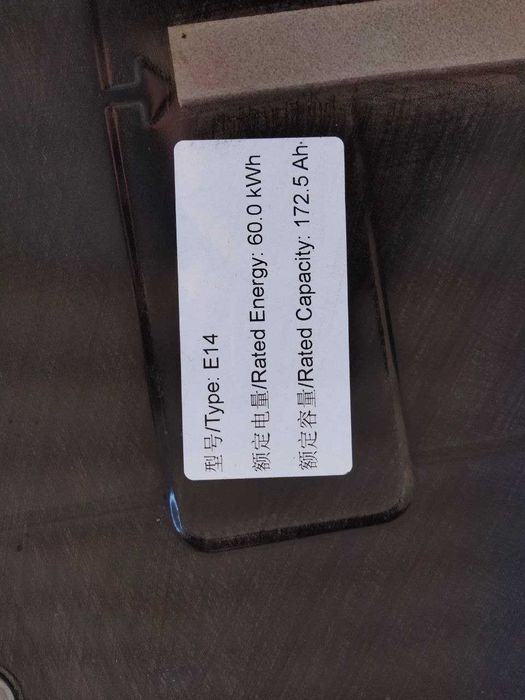 型号/Type: E14
额定电量/Rated Energy: 60.0 kWh
额定容量/Rated Capacity: 172.5 Ah